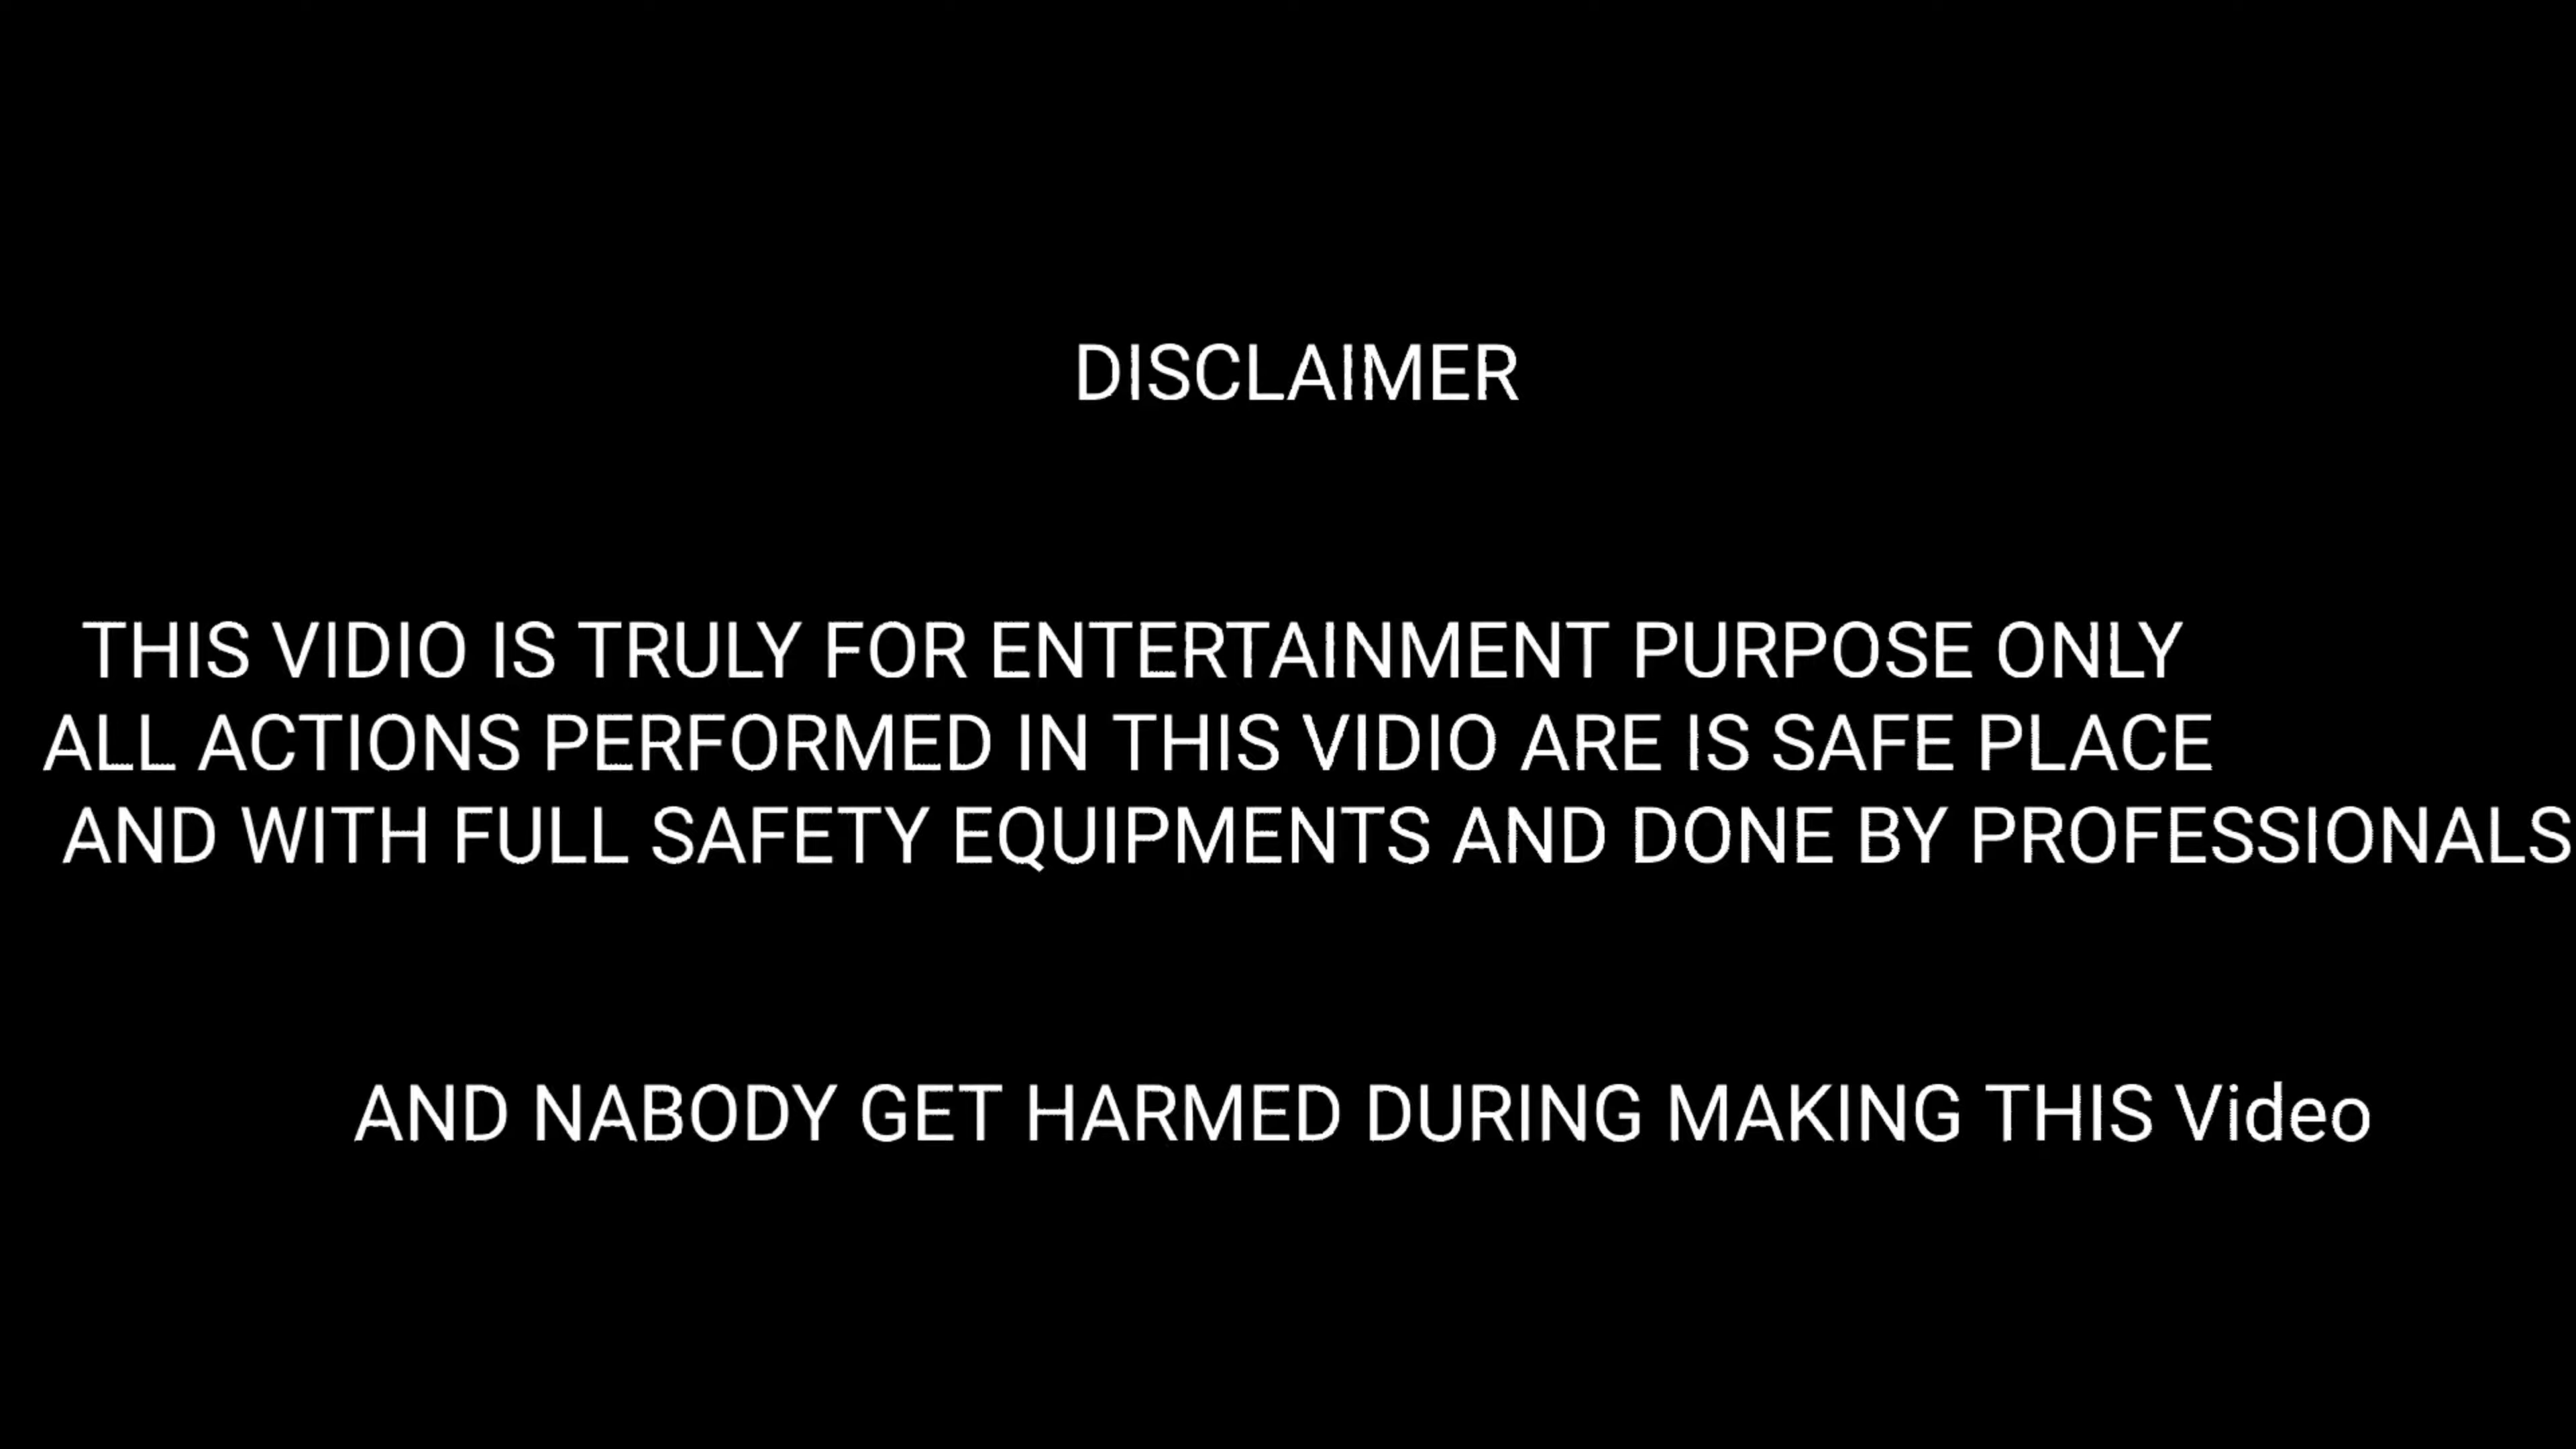 DISCLAIMER
THIS VIDIO IS TRULY FOR ENTERTAINMENT PURPOSE ONLY
ALL ACTIONS PERFORMED IN THIS VIDIO ARE IS SAFE PLACE
AND WITH FULL SAFETY EQUIPMENTS AND DONE BY PROFESSIONALS
AND NABODY GET HARMED DURING MAKING THIS Video